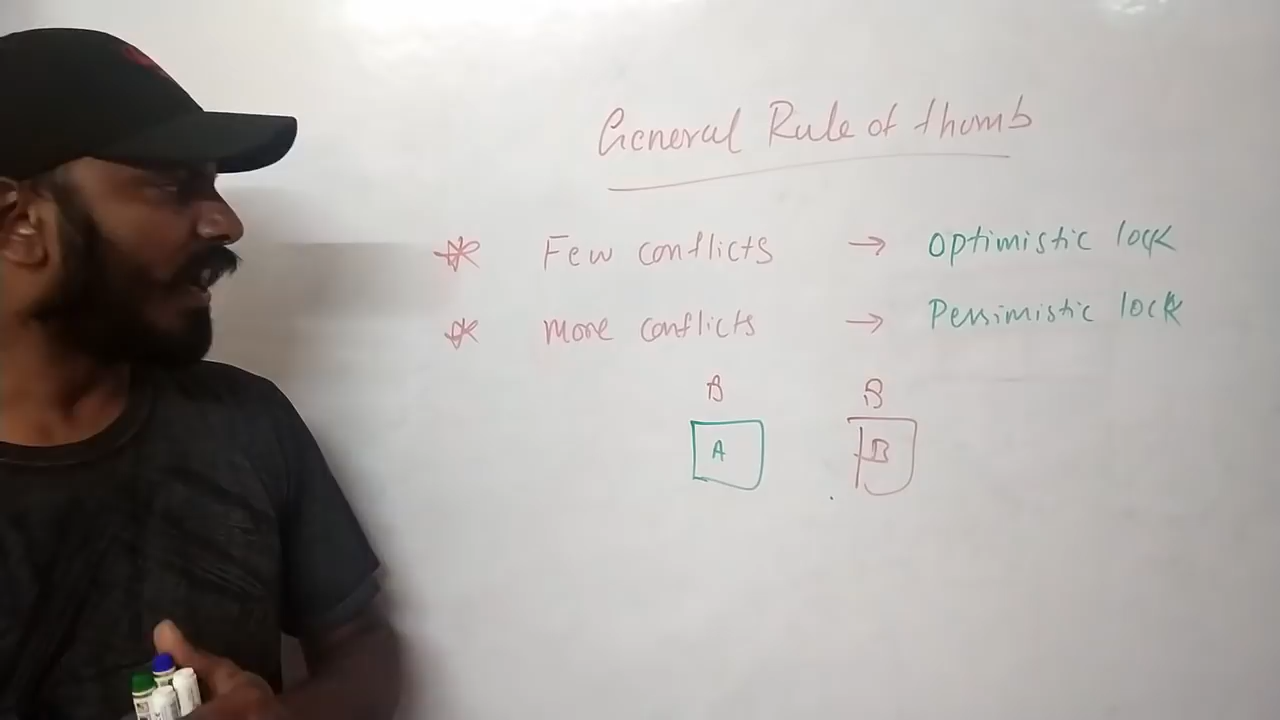 General Rule of thumb
* Few conflicts → Optimistic lock
* More conflicts → Pessimistic lock
B B
A B